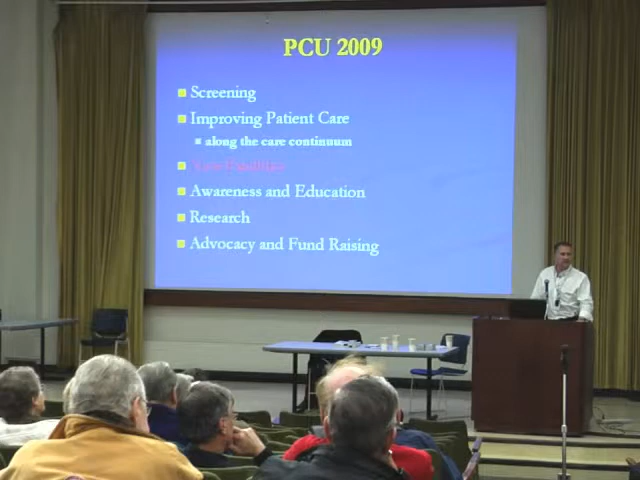 PCU 2009
Screening
Improving Patient Care
along the care continuum
Awareness and Education
Research
Advocacy and Fund Raising